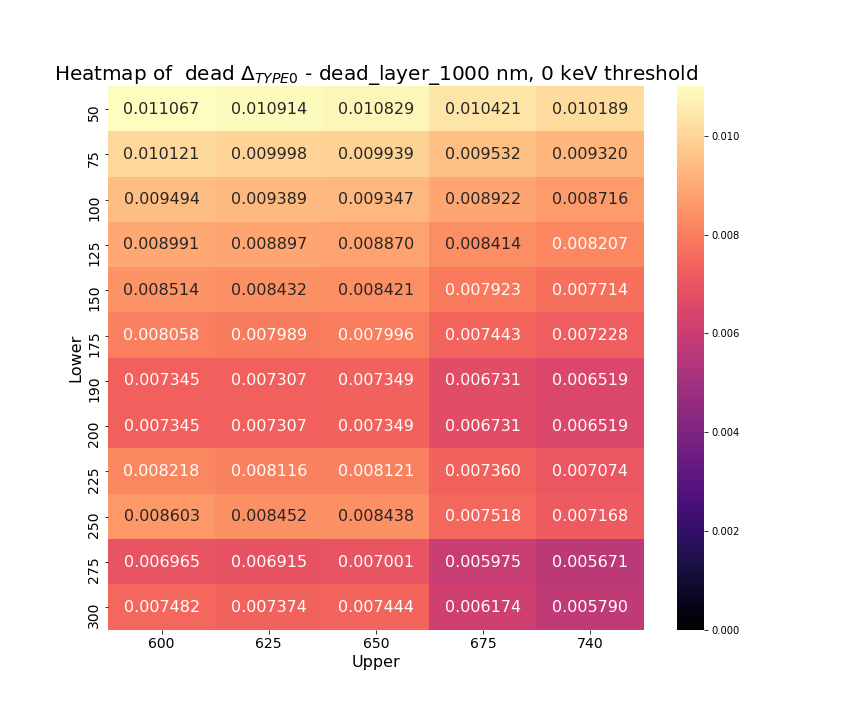 Heatmap of  dead Δ_TYPE0 - dead_layer_1000 nm, 0 keV threshold
50 0.011067 0.010914 0.010829 0.010421 0.010189
75 0.010121 0.009998 0.009939 0.009532 0.009320
100 0.009494 0.009389 0.009347 0.008922 0.008716
125 0.008991 0.008897 0.008870 0.008414 0.008207
150 0.008514 0.008432 0.008421 0.007923 0.007714
175 0.008058 0.007989 0.007996 0.007443 0.007228
190 0.007345 0.007307 0.007349 0.006731 0.006519
200 0.007345 0.007307 0.007349 0.006731 0.006519
225 0.008218 0.008116 0.008121 0.007360 0.007074
250 0.008603 0.008452 0.008438 0.007518 0.007168
275 0.006965 0.006915 0.007001 0.005975 0.005671
300 0.007482 0.007374 0.007444 0.006174 0.005790
Lower
600 625 650 675 740
Upper
0.010
0.008
0.006
0.004
0.002
0.000